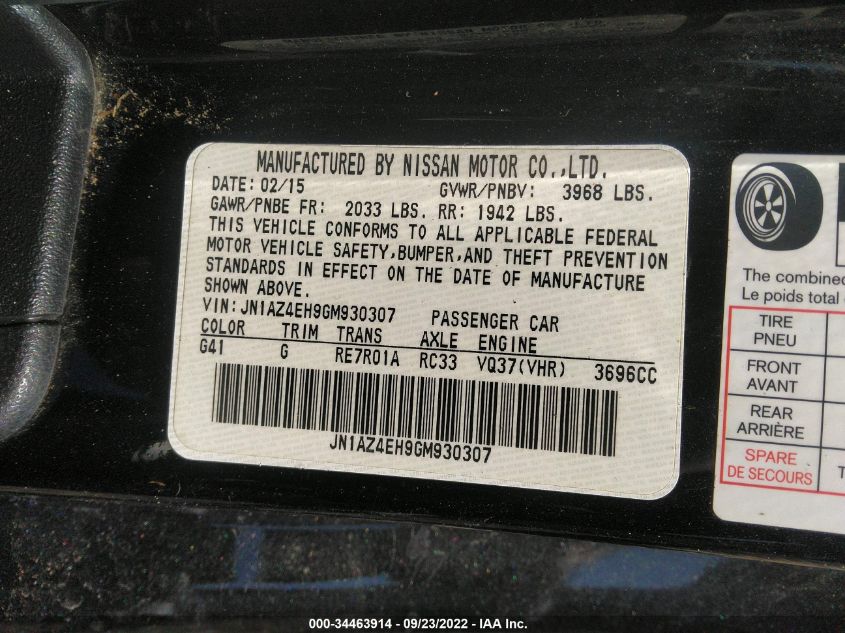 MANUFACTURED BY NISSAN MOTOR CO.,LTD.
DATE: 02/15 GVWR/PNBV: 3968 LBS.
GAWR/PNBE FR: 2033 LBS. RR: 1942 LBS.
THIS VEHICLE CONFORMS TO ALL APPLICABLE FEDERAL
MOTOR VEHICLE SAFETY,BUMPER,AND THEFT PREVENTION
STANDARDS IN EFFECT ON THE DATE OF MANUFACTURE
SHOWN ABOVE.
VIN: JN1AZ4EH9GM930307 PASSENGER CAR
COLOR TRIM TRANS AXLE ENGINE
G41 G RE7R01A RC33 VQ37(VHR) 3696CC
JN1AZ4EH9GM930307
The combined
Le poids total
TIRE
PNEU
FRONT
AVANT
REAR
ARRIÈRE
SPARE
DE SECOURS
000-34463914 - 09/23/2022 - IAA Inc.